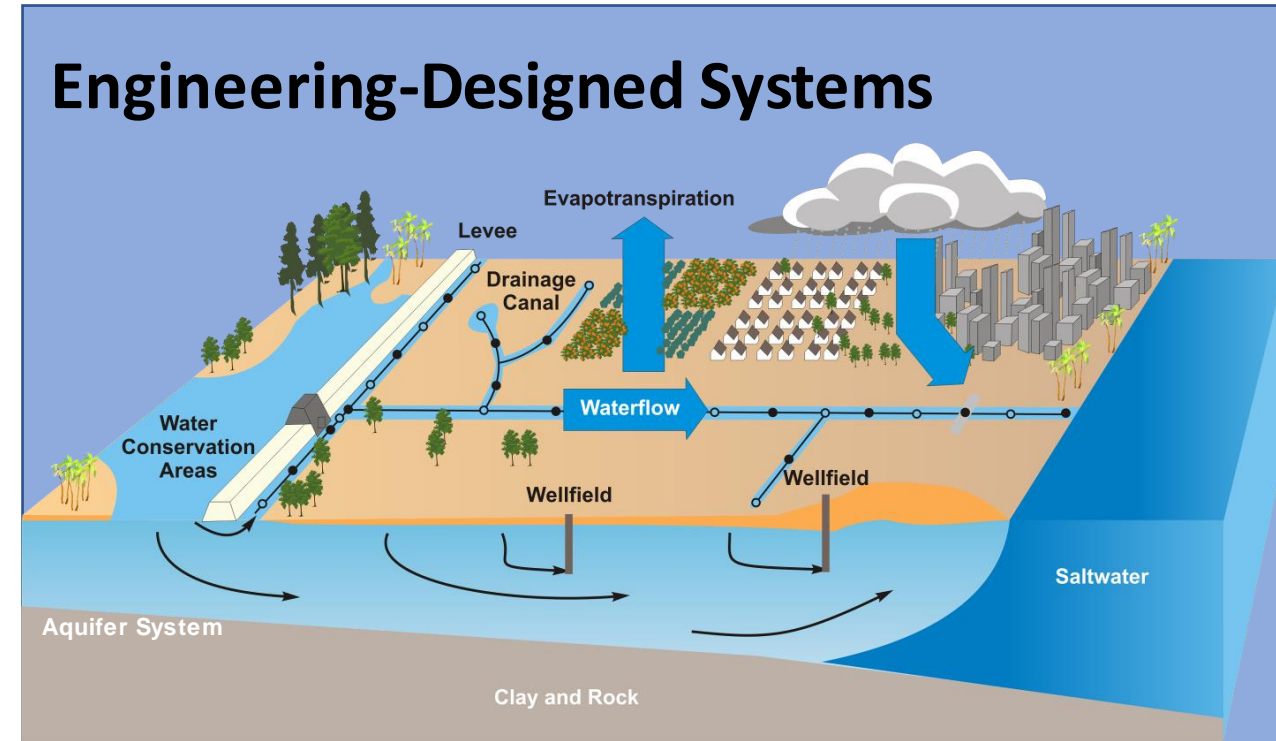 Engineering-Designed Systems
Evapotranspiration
Levee
Drainage
Canal
Waterflow
Water
Conservation
Areas
Wellfield
Wellfield
Saltwater
Aquifer System
Clay and Rock